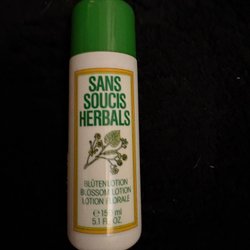 SANS
SOUCIS
HERBALS
BLÜTENLOTION
BLOSSOM LOTION
LOTION FLORALE
℮ 150 ml
5.1 FL.OZ.